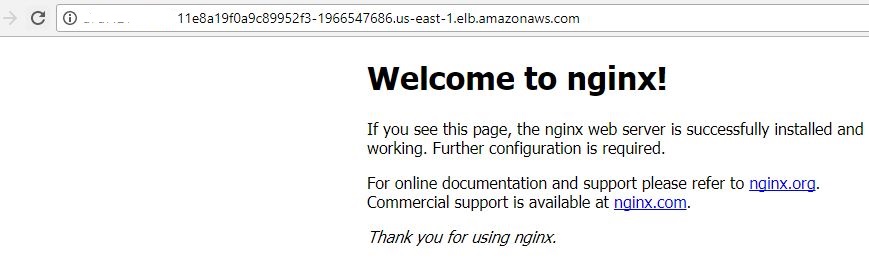 11e8a19f0a9c89952f3-1966547686.us-east-1.elb.amazonaws.com
Welcome to nginx!
If you see this page, the nginx web server is successfully installed and
working. Further configuration is required.
For online documentation and support please refer to nginx.org.
Commercial support is available at nginx.com.
Thank you for using nginx.